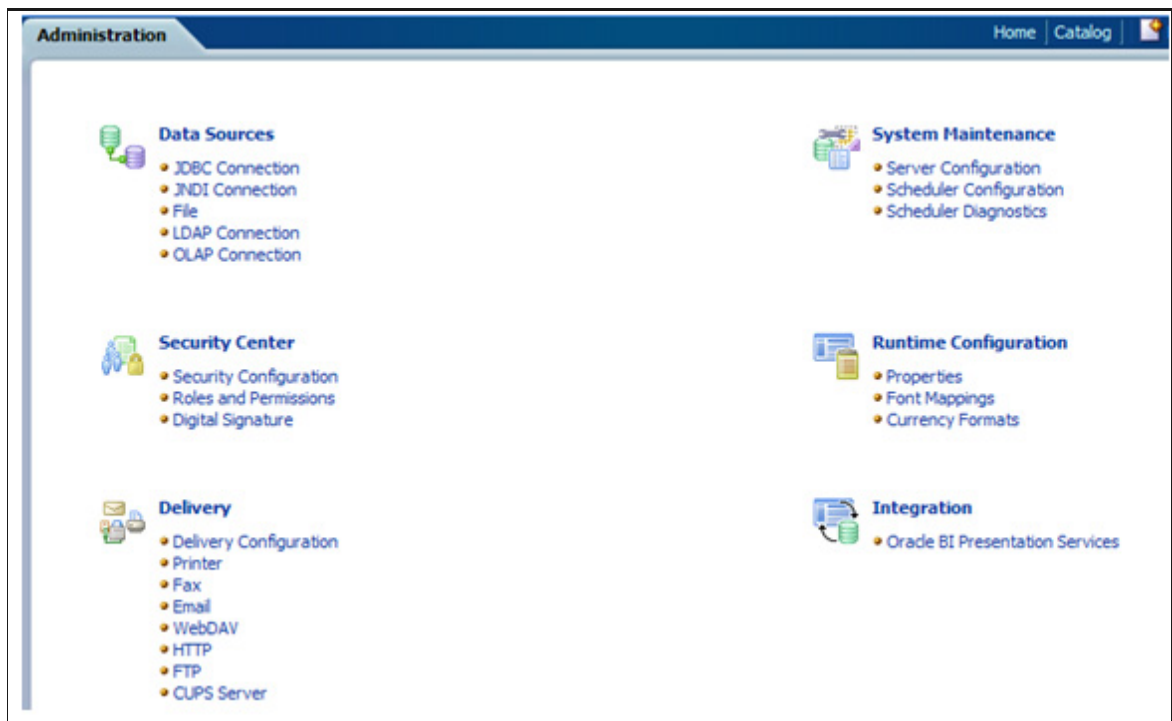 Administration
Home
Catalog
Data Sources
JDBC Connection
JNDI Connection
File
LDAP Connection
OLAP Connection
System Maintenance
Server Configuration
Scheduler Configuration
Scheduler Diagnostics
Security Center
Security Configuration
Roles and Permissions
Digital Signature
Runtime Configuration
Properties
Font Mappings
Currency Formats
Delivery
Delivery Configuration
Printer
Fax
Email
WebDAV
HTTP
FTP
CUPS Server
Integration
Oracle BI Presentation Services